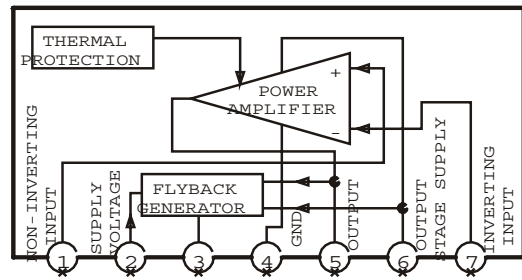 THERMAL
PROTECTION
+
POWER
AMPLIFIER
-
NON-INVERTING
INPUT
SUPPLY
VOLTAGE
FLYBACK
GENERATOR
GND
OUTPUT
OUTPUT
STAGE SUPPLY
INVERTING
INPUT
1 2 3 4 5 6 7